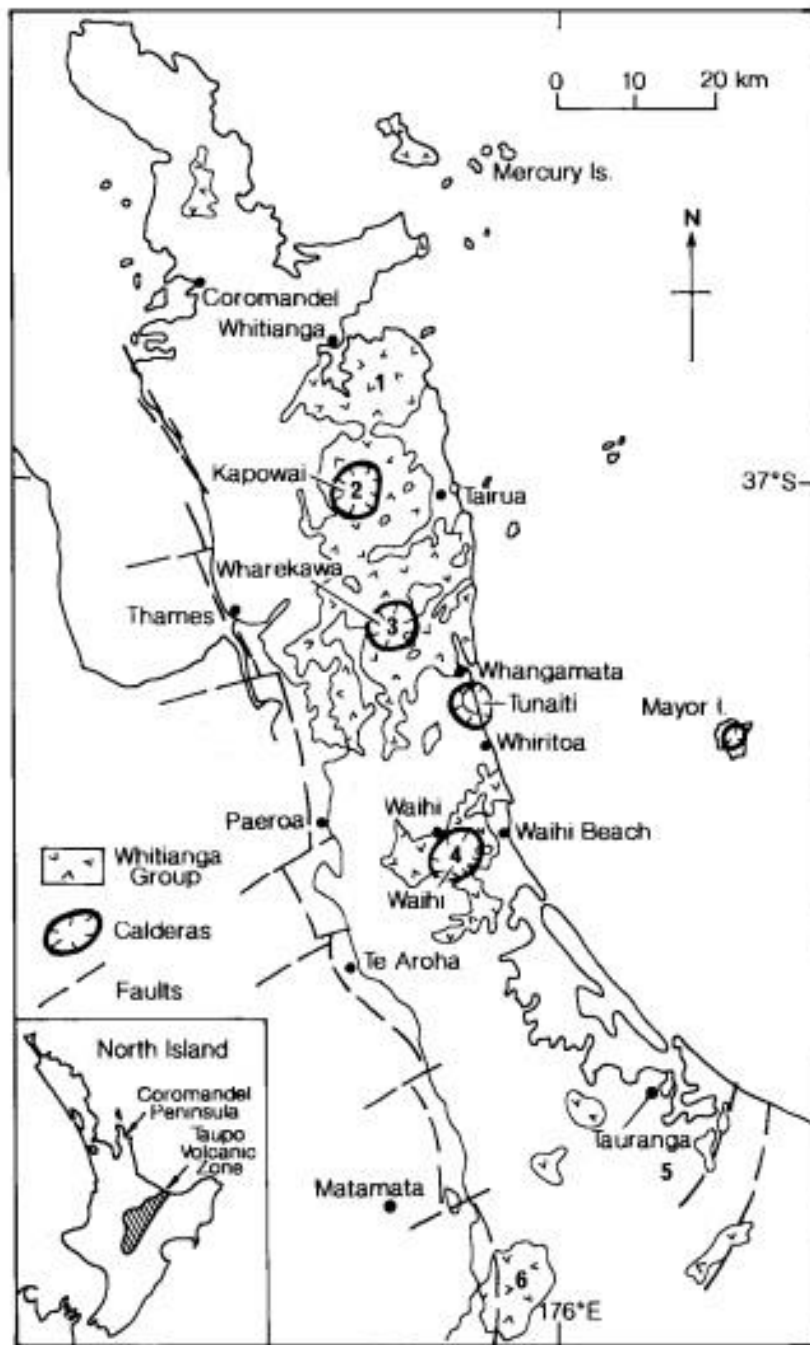 0 10 20 km
Mercury Is.
N
Coromandel
Whitianga
1
Kapowai
2
Tairua
37°S
Wharekawa
Thames
3
Whangamata
Tunaiti
Mayor I.
Whiritoa
Paeroa
Waihi
Waihi Beach
4
Waihi
Whitianga
Group
Calderas
Te Aroha
Faults
North Island
Coromandel
Peninsula
Taupo
Volcanic
Zone
Tauranga
5
Matamata
6
176°E